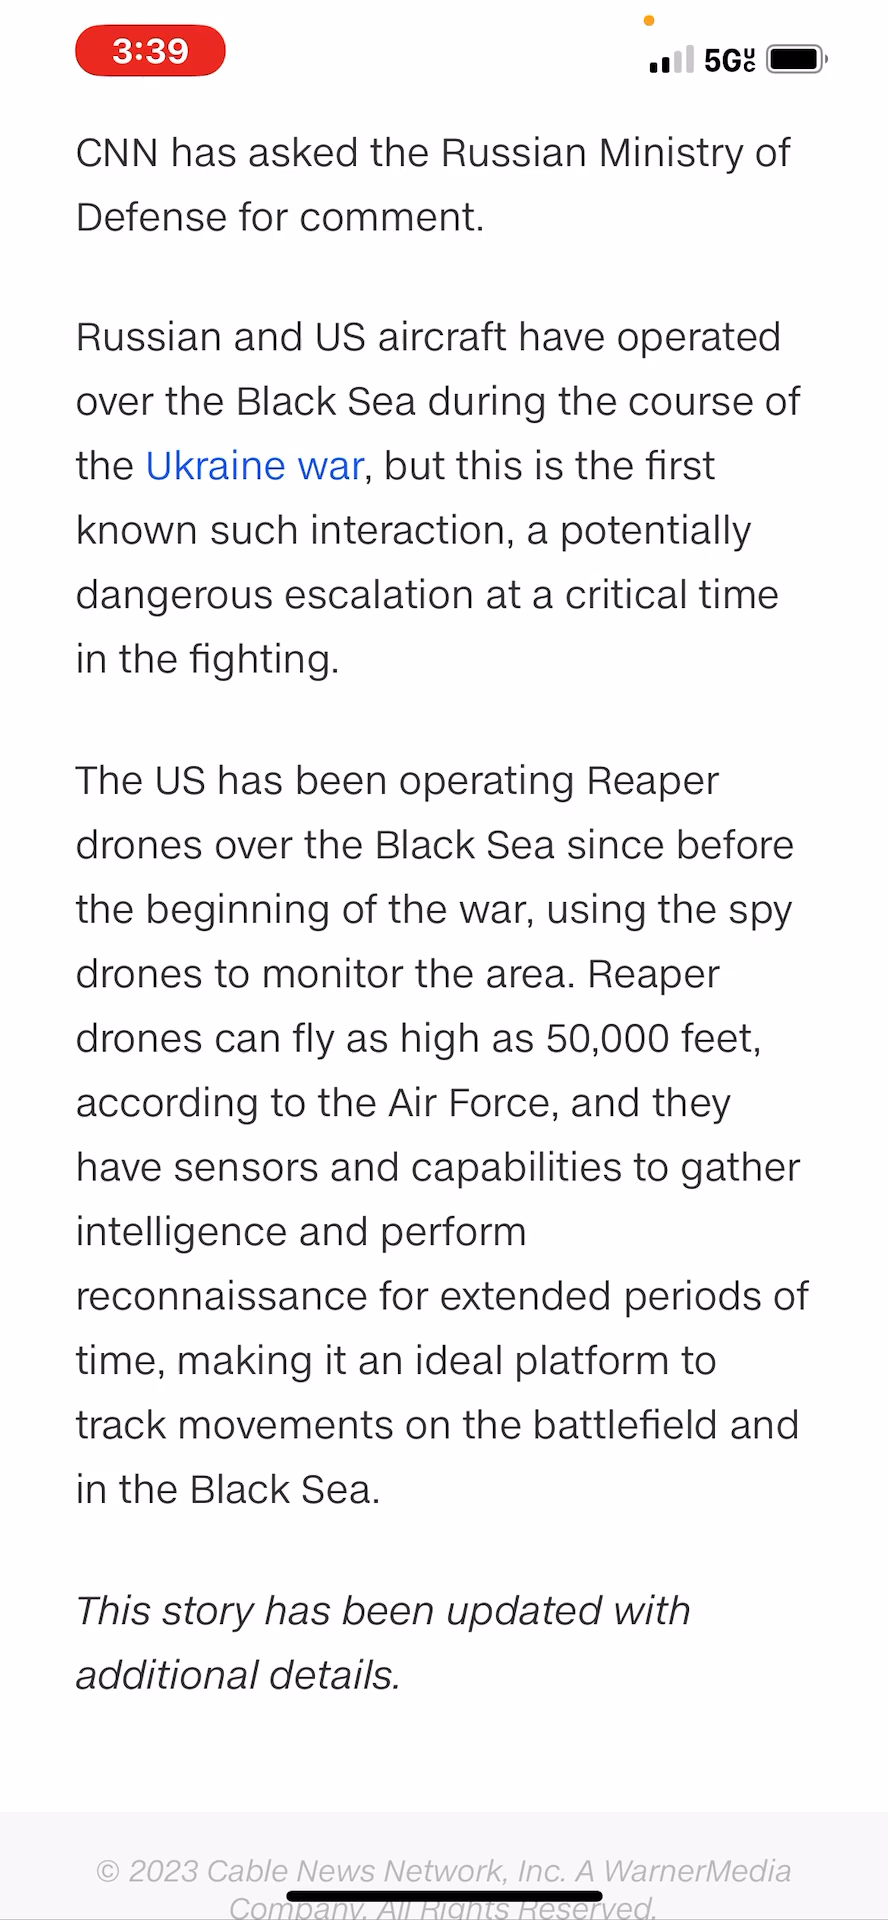 3:39
5G UC
CNN has asked the Russian Ministry of
Defense for comment.
Russian and US aircraft have operated
over the Black Sea during the course of
the Ukraine war, but this is the first
known such interaction, a potentially
dangerous escalation at a critical time
in the fighting.
The US has been operating Reaper
drones over the Black Sea since before
the beginning of the war, using the spy
drones to monitor the area. Reaper
drones can fly as high as 50,000 feet,
according to the Air Force, and they
have sensors and capabilities to gather
intelligence and perform
reconnaissance for extended periods of
time, making it an ideal platform to
track movements on the battlefield and
in the Black Sea.
This story has been updated with
additional details.
© 2023 Cable News Network, Inc. A WarnerMedia
Company. All Rights Reserved.